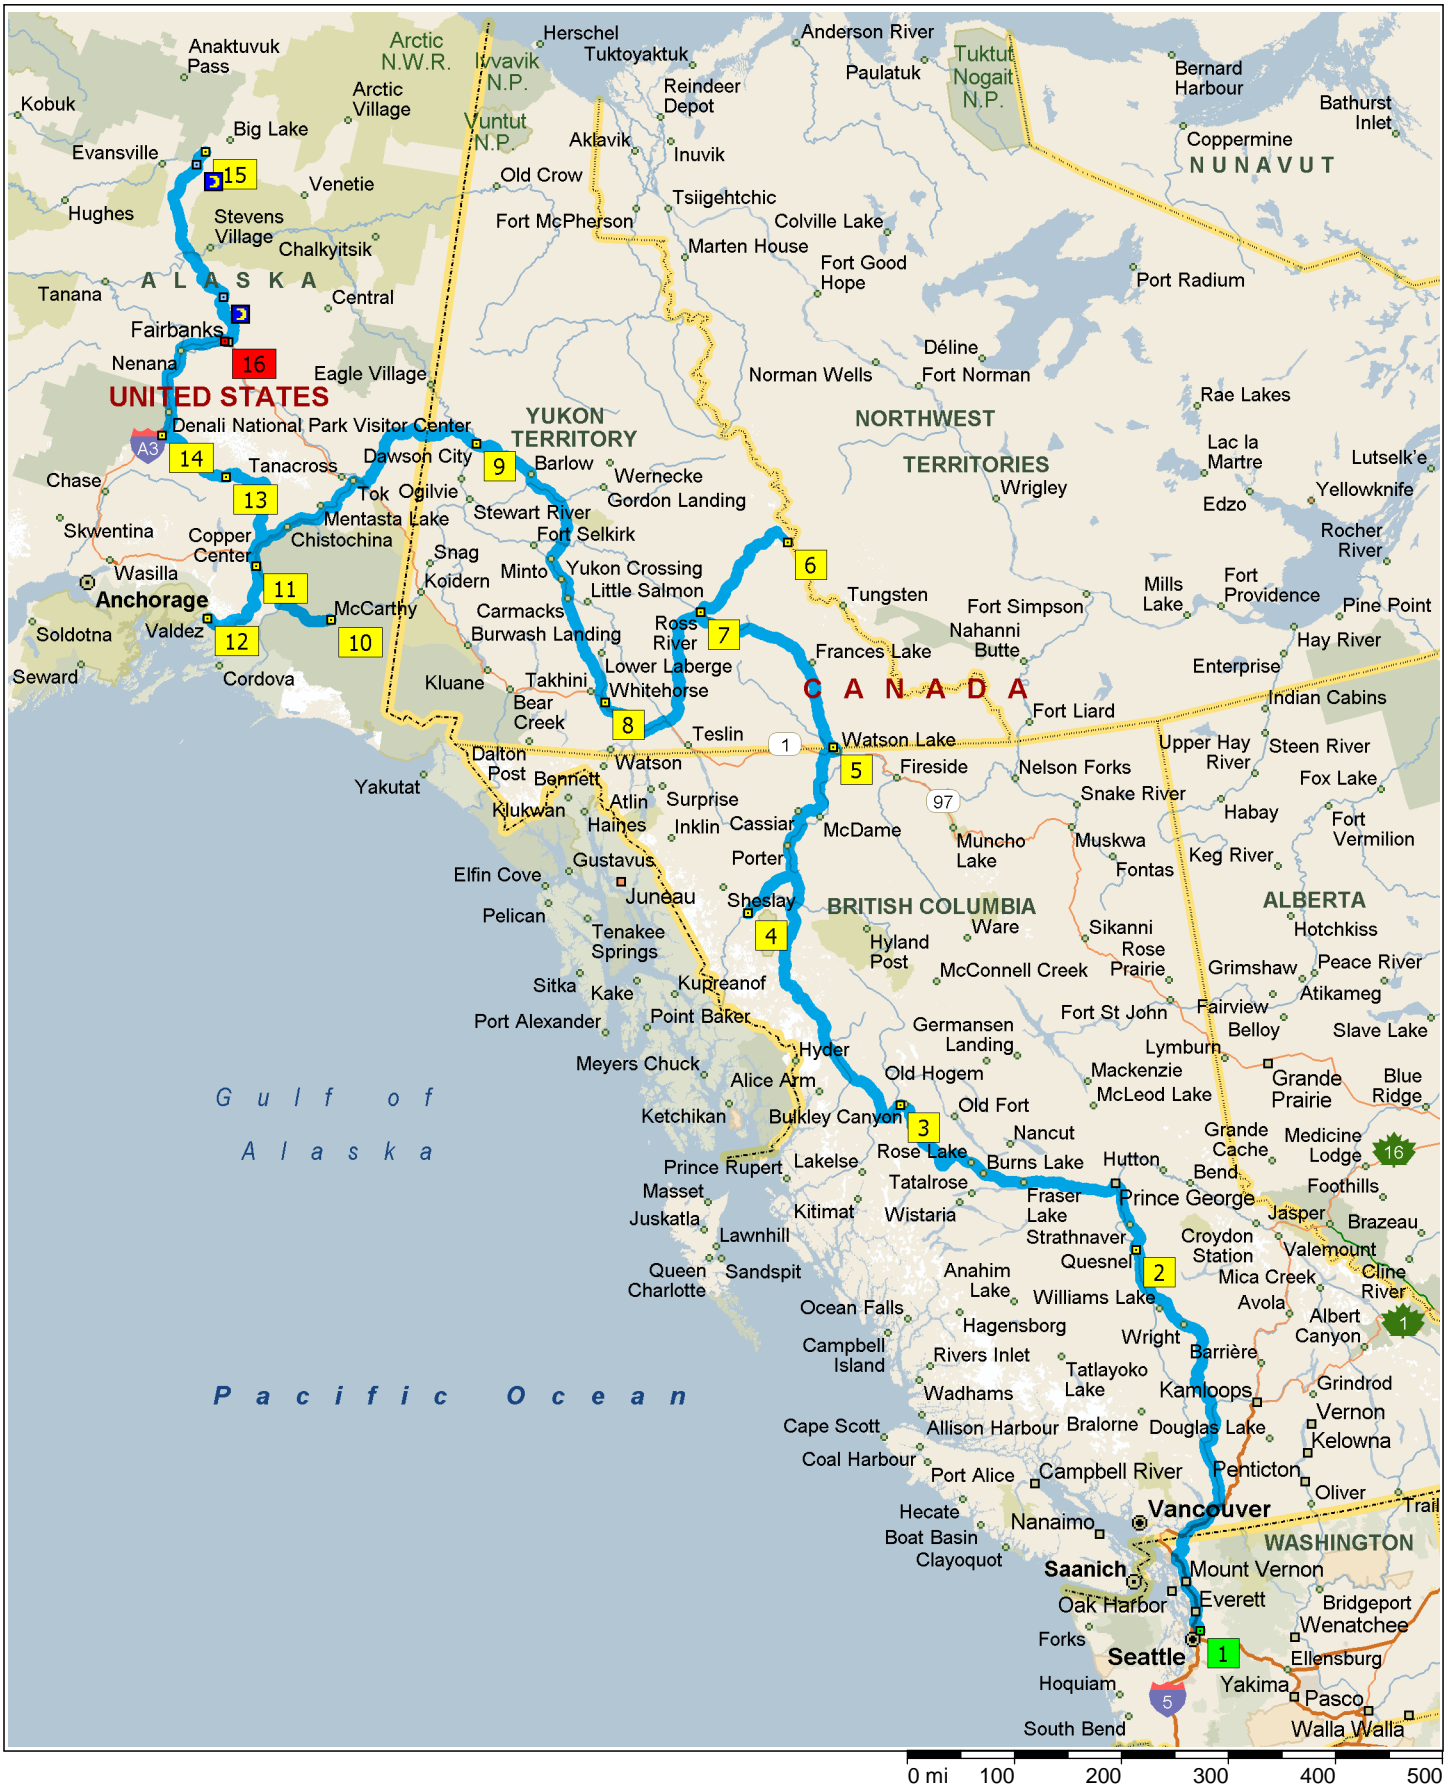 Herschel
Anderson River
Anaktuvuk
Pass
Arctic
N.W.R.
Ivvavik
N.P.
Tuktoyaktuk
Tuktut
Nogait
N.P.
Paulatuk
Bernard
Harbour
Kobuk
Arctic
Village
Reindeer
Depot
Bathurst
Inlet
Big Lake
Vuntut
N.P.
Aklavik
Inuvik
Coppermine
NUNAVUT
Evansville
15
Venetie
Old Crow
Tsiigehtchic
Hughes
Stevens
Village
Chalkyitsik
Fort McPherson
Colville Lake
Marten House
Fort Good
Hope
Port Radium
ALASKA
Tanana
Central
Fairbanks
Nenana
16
Eagle Village
Déline
Norman Wells
Fort Norman
UNITED STATES
Rae Lakes
YUKON
TERRITORY
NORTHWEST
TERRITORIES
Denali National Park Visitor Center
A3
14
Tanacross
Dawson City
9
Barlow
Wernecke
Gordon Landing
Lac la
Martre
Lutselk'e
Wrigley
Edzo
Yellowknife
Chase
13
Tok
Ogilvie
Stewart River
Mentasta Lake
Skwentina
Copper
Center
Chistochina
Fort Selkirk
Rocher
River
Snag
Minto
Yukon Crossing
6
Wasilla
Koidern
Little Salmon
Tungsten
Mills
Lake
Fort
Providence
Anchorage
11
McCarthy
Carmacks
Fort Simpson
Pine Point
Soldotna
Valdez
12
10
Burwash Landing
Ross
River
7
Nahanni
Butte
Hay River
Seward
Cordova
Lower Laberge
Frances Lake
Enterprise
Kluane
Takhini
Whitehorse
CANADA
Indian Cabins
Bear
Creek
8
Teslin
Fort Liard
1
Watson Lake
Upper Hay
River
Steen River
Dalton
Post
Watson
5
Fireside
Nelson Forks
Fox Lake
Yakutat
Bennett
Klukwan
Atlin
Surprise
97
Snake River
Habay
Haines
Inklin
Cassiar
McDame
Muncho
Lake
Muskwa
Fort
Vermilion
Gustavus
Porter
Fontas
Keg River
Elfin Cove
Juneau
Sheslay
BRITISH COLUMBIA
ALBERTA
Pelican
4
Ware
Sikanni
Hotchkiss
Tenakee
Springs
Hyland
Post
Rose
Prairie
Sitka
Kake
Kupreanof
McConnell Creek
Grimshaw
Peace River
Atikameg
Port Alexander
Point Baker
Germansen
Landing
Fort St John
Fairview
Belloy
Slave Lake
Meyers Chuck
Hyder
Lymburn
Gulf of
Alaska
Alice Arm
Old Hogem
Mackenzie
Grande
Prairie
Blue
Ridge
McLeod Lake
Ketchikan
Bulkley Canyon
3
Old Fort
Nancut
Grande
Cache
Medicine
Lodge
16
Prince Rupert
Lakelse
Rose Lake
Burns Lake
Hutton
Bend
Masset
Tatalrose
Fraser
Lake
Prince George
Foothills
Juskatla
Kitimat
Wistaria
Jasper
Brazeau
Lawnhill
Strathnaver
Croydon
Station
Valemount
Queen
Charlotte
Sandspit
Quesnel
2
Cline
River
Anahim
Lake
Mica Creek
Ocean Falls
Williams Lake
Avola
Hagensborg
Albert
Canyon
1
Campbell
Island
Wright
Rivers Inlet
Barrière
Tatlayoko
Lake
Pacific Ocean
Wadhams
Kamloops
Grindrod
Vernon
Cape Scott
Allison Harbour
Bralorne
Douglas Lake
Kelowna
Coal Harbour
Port Alice
Campbell River
Penticton
Oliver
Hecate
Nanaimo
Vancouver
Trail
Boat Basin
Clayoquot
WASHINGTON
Saanich
Mount Vernon
Oak Harbor
Everett
Bridgeport
Wenatchee
Forks
Seattle
1
Ellensburg
Hoquiam
5
Yakima
Pasco
South Bend
Walla Walla
0 mi 100 200 300 400 500